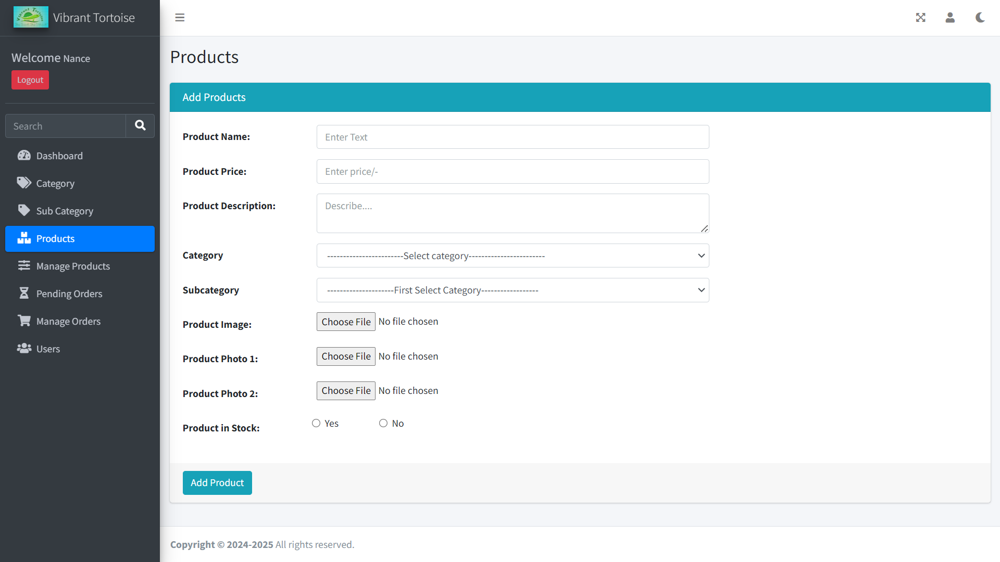 Vibrant Tortoise
Welcome Nance
Logout
Search
Dashboard
Category
Sub Category
Products
Manage Products
Pending Orders
Manage Orders
Users
Products
Add Products
Product Name:
Enter Text
Product Price:
Enter price/-
Product Description:
Describe....
Category
------------------------Select category------------------------
Subcategory
---------------------First Select Category------------------
Product Image:
Choose File No file chosen
Product Photo 1:
Choose File No file chosen
Product Photo 2:
Choose File No file chosen
Product in Stock:
Yes No
Add Product
Copyright © 2024-2025 All rights reserved.